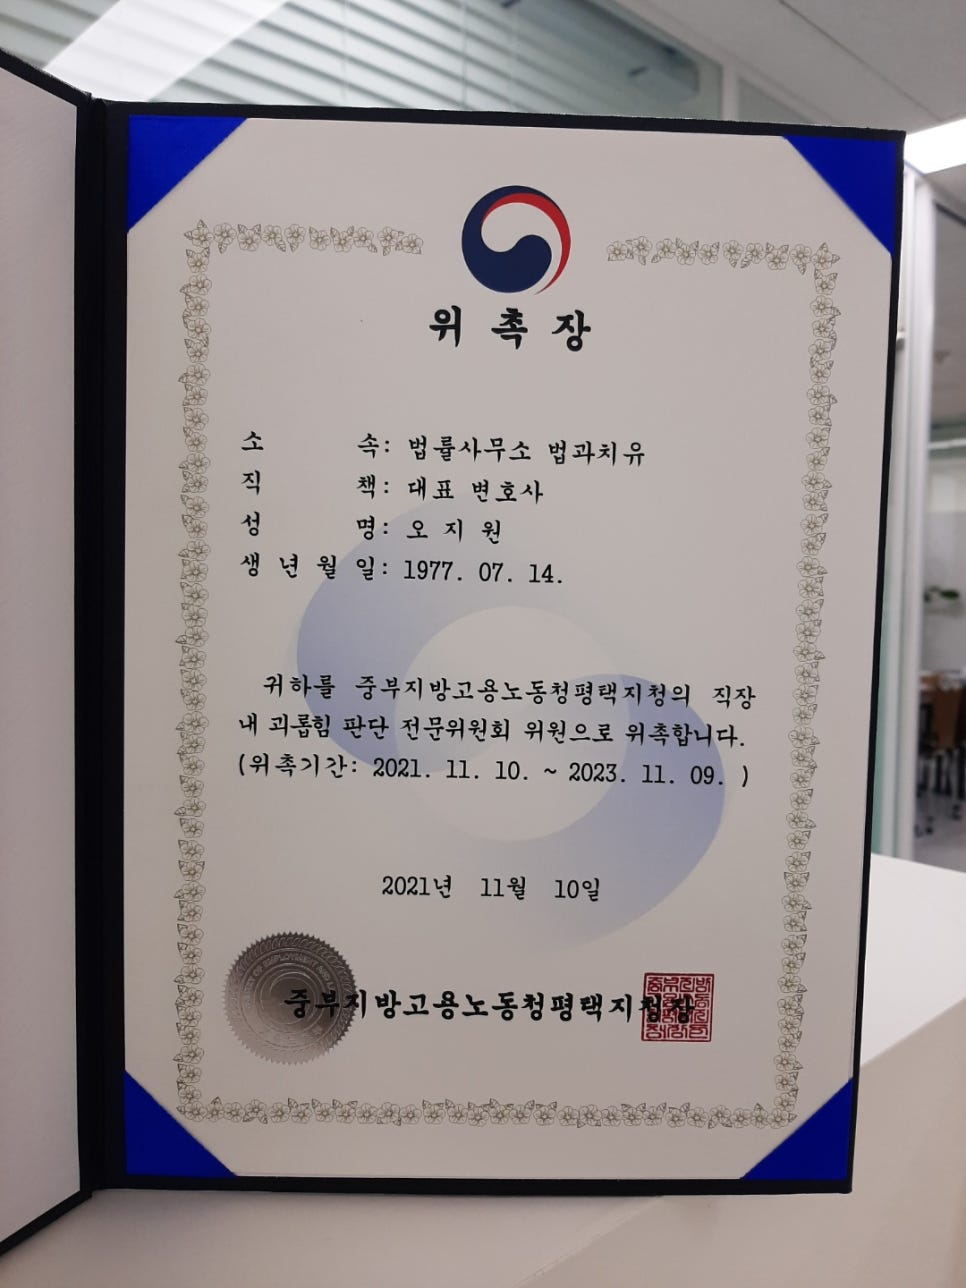 위 촉 장
소 속: 법률사무소 법과치유
직 책: 대표 변호사
성 명: 오 지 원
생 년 월 일: 1977. 07. 14.
귀하를 중부지방고용노동청평택지청의 직장
내 괴롭힘 판단 전문위원회 위원으로 위촉합니다.
(위촉기간: 2021. 11. 10. ~ 2023. 11. 09. )
2021년 11월 10일
중부지방고용노동청평택지청장